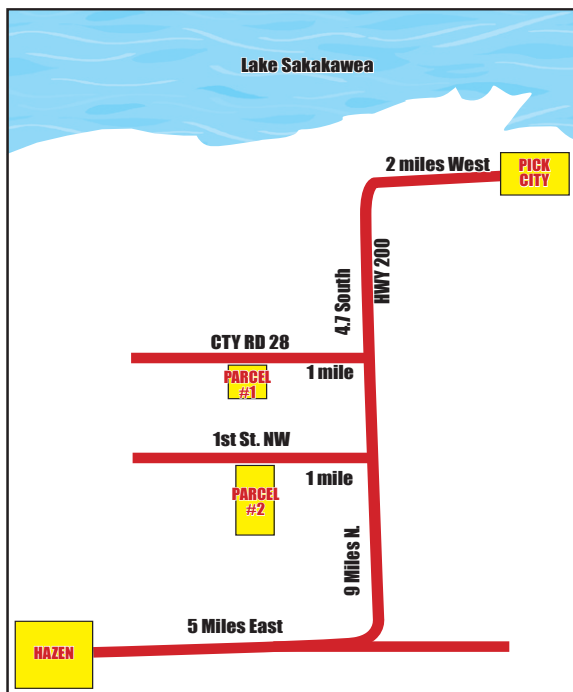 Lake Sakakawea
2 miles West
PICK
CITY
4.7 South
HWY 200
CTY RD 28
PARCEL
#1
1 mile
1st St. NW
1 mile
PARCEL
#2
9 Miles N.
5 Miles East
HAZEN